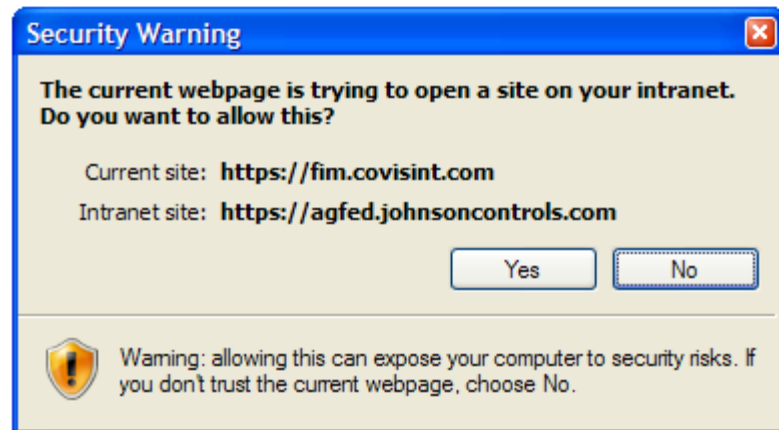 Security Warning
The current webpage is trying to open a site on your intranet.
Do you want to allow this?
Current site: https://fim.covisint.com
Intranet site: https://agfed.johnsoncontrols.com
Yes No
Warning: allowing this can expose your computer to security risks. If
you don't trust the current webpage, choose No.